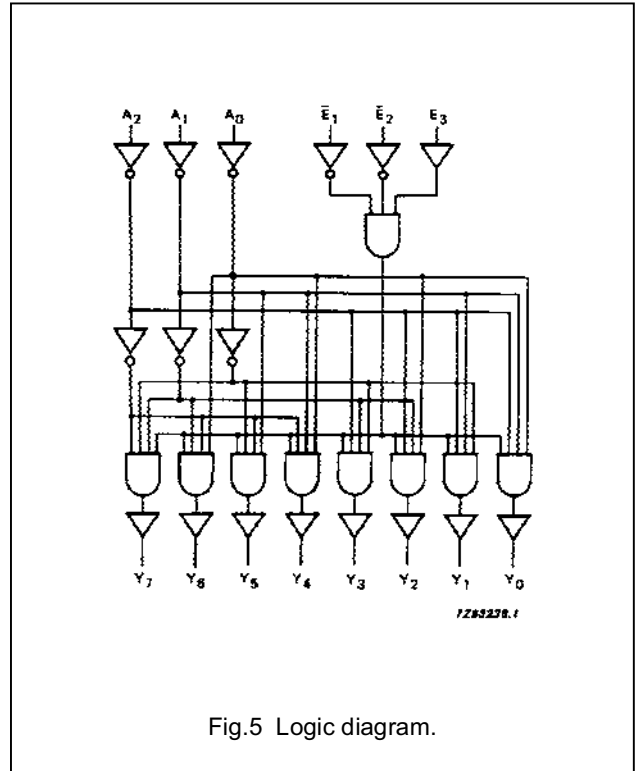 A₂ A₁ A₀ Ē₁ Ē₂ E₃
Y₇ Y₆ Y₅ Y₄ Y₃ Y₂ Y₁ Y₀
Fig.5 Logic diagram.